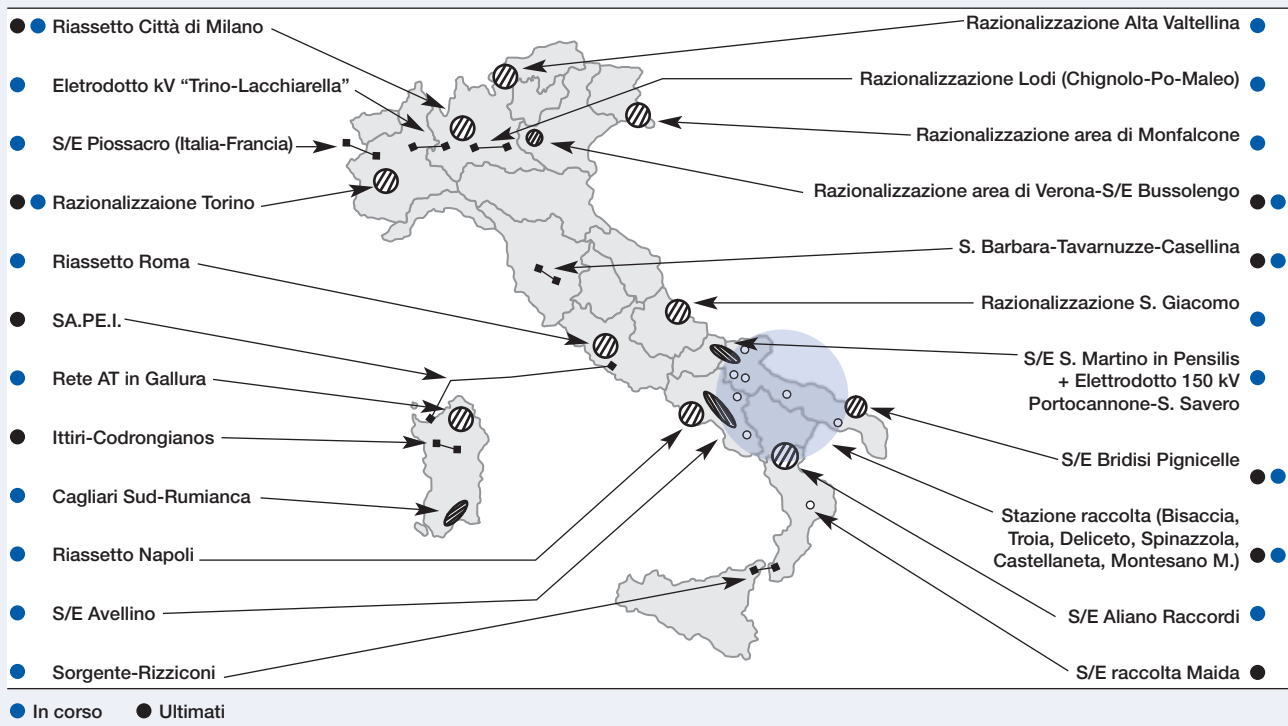 Riassetto Città di Milano
Eletrodotto kV “Trino-Lacchiarella”
S/E Piossacro (Italia-Francia)
Razionalizzaione Torino
Riassetto Roma
SA.PE.I.
Rete AT in Gallura
Ittiri-Codrongianos
Cagliari Sud-Rumianca
Riassetto Napoli
S/E Avellino
Sorgente-Rizziconi
Razionalizzazione Alta Valtellina
Razionalizzazione Lodi (Chignolo-Po-Maleo)
Razionalizzazione area di Monfalcone
Razionalizzazione area di Verona-S/E Bussolengo
S. Barbara-Tavarnuzze-Casellina
Razionalizzazione S. Giacomo
S/E S. Martino in Pensilis
+ Elettrodotto 150 kV
Portocannone-S. Savero
S/E Bridisi Pignicelle
Stazione raccolta (Bisaccia,
Troia, Deliceto, Spinazzola,
Castellaneta, Montesano M.)
S/E Aliano Raccordi
S/E raccolta Maida
In corso
Ultimati